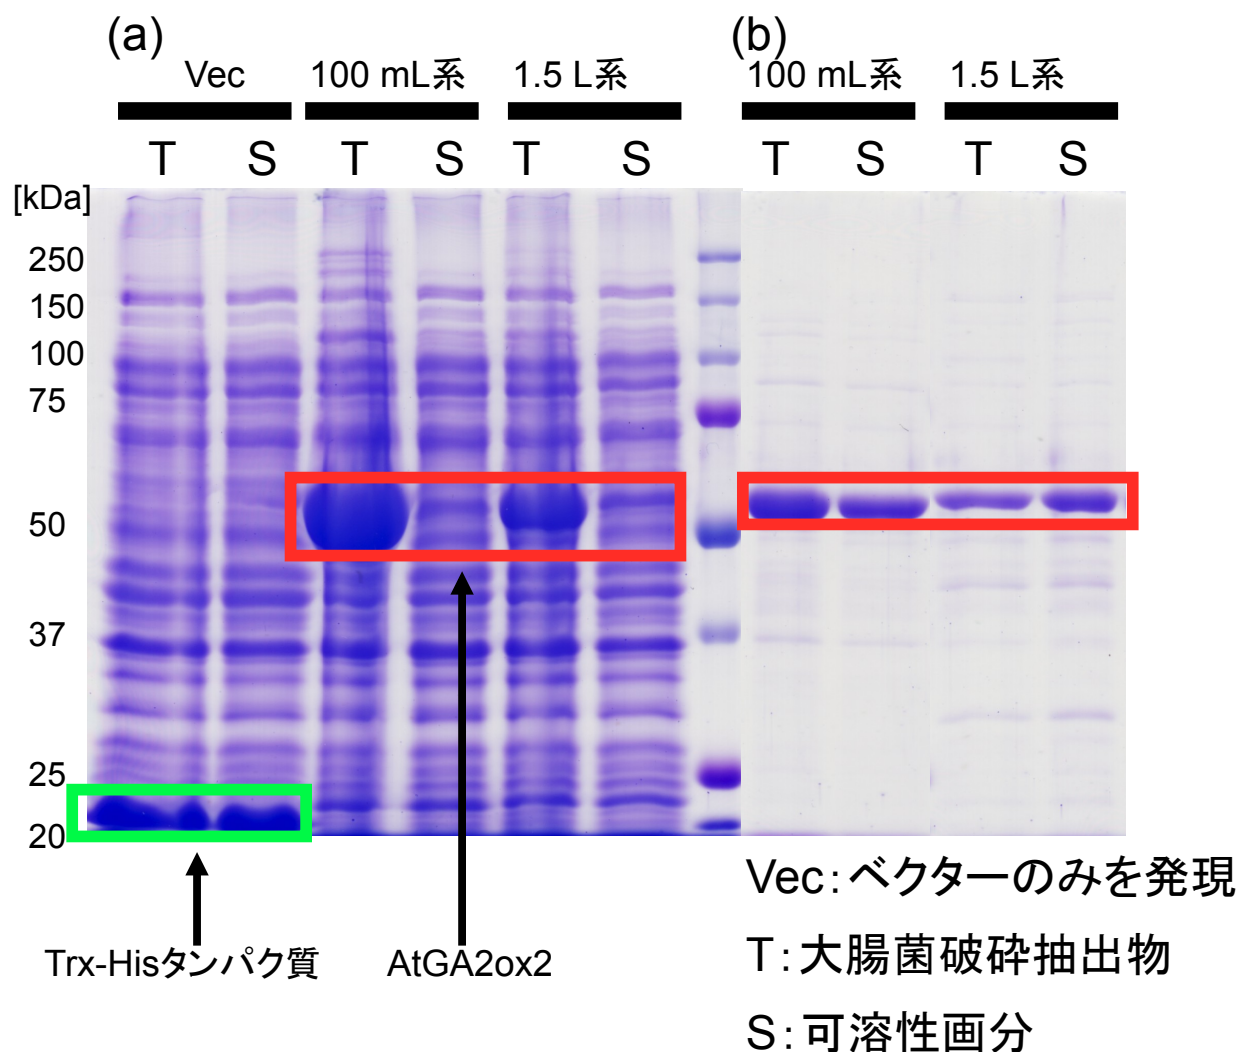 (a)
(b)
Vec 100 mL系 1.5 L系 100 mL系 1.5 L系
T S T S T S T S T S
[kDa]
250
150
100
75
50
37
25
20
Trx-Hisタンパク質 AtGA2ox2
Vec:ベクターのみを発現
T:大腸菌破砕抽出物
S:可溶性画分